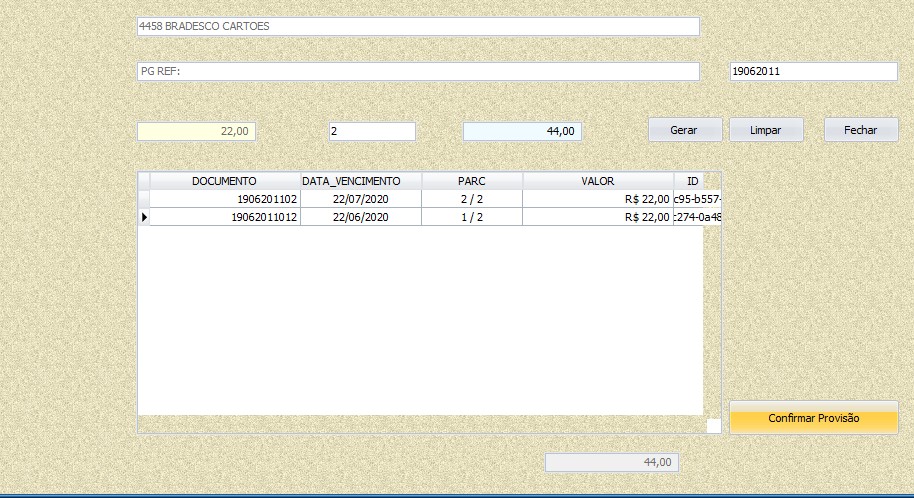 4458 BRADESCO CARTOES
PG REF: 19062011
22,00 2 44,00 Gerar Limpar Fechar
DOCUMENTO DATA_VENCIMENTO PARC VALOR ID
1906201102 22/07/2020 2 / 2 R$ 22,00 c95-b557-
19062011012 22/06/2020 1 / 2 R$ 22,00 c274-0a48
Confirmar Provisão
44,00